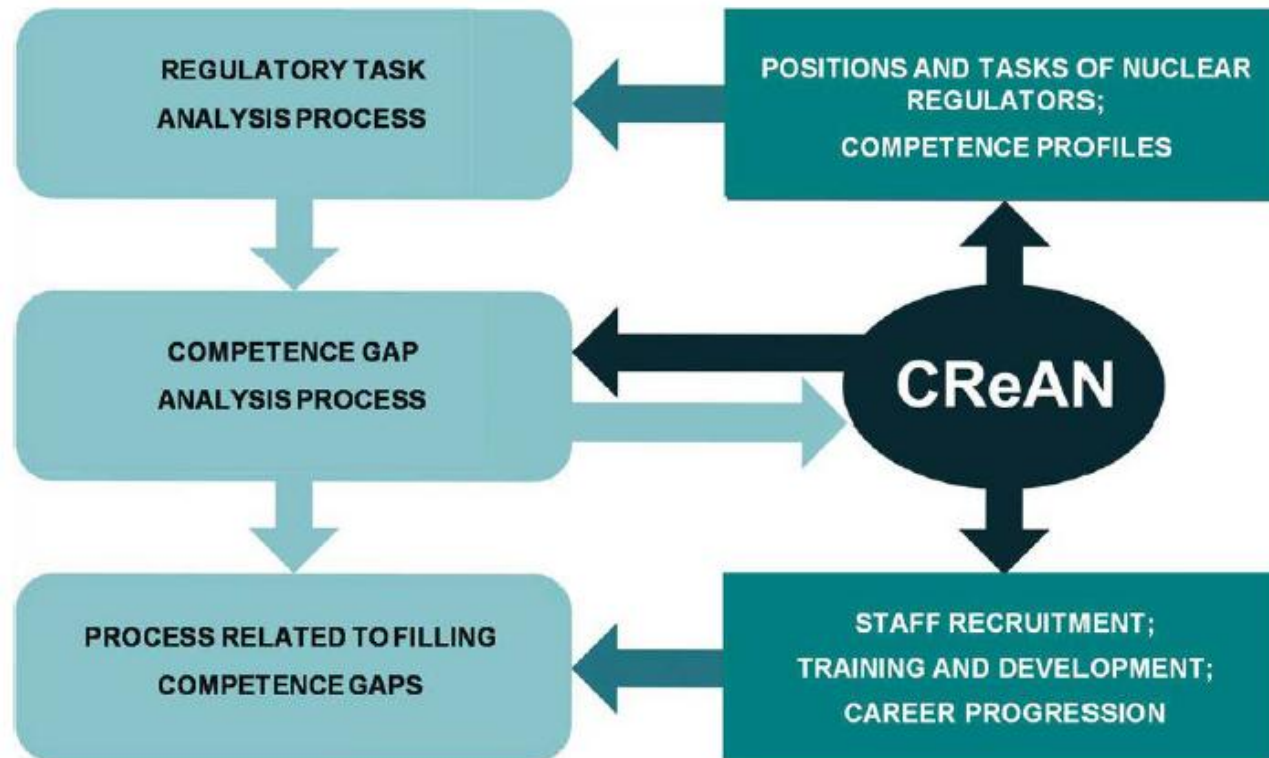 REGULATORY TASK
ANALYSIS PROCESS
POSITIONS AND TASKS OF NUCLEAR
REGULATORS;
COMPETENCE PROFILES
COMPETENCE GAP
ANALYSIS PROCESS
CReAN
PROCESS RELATED TO FILLING
COMPETENCE GAPS
STAFF RECRUITMENT;
TRAINING AND DEVELOPMENT;
CAREER PROGRESSION